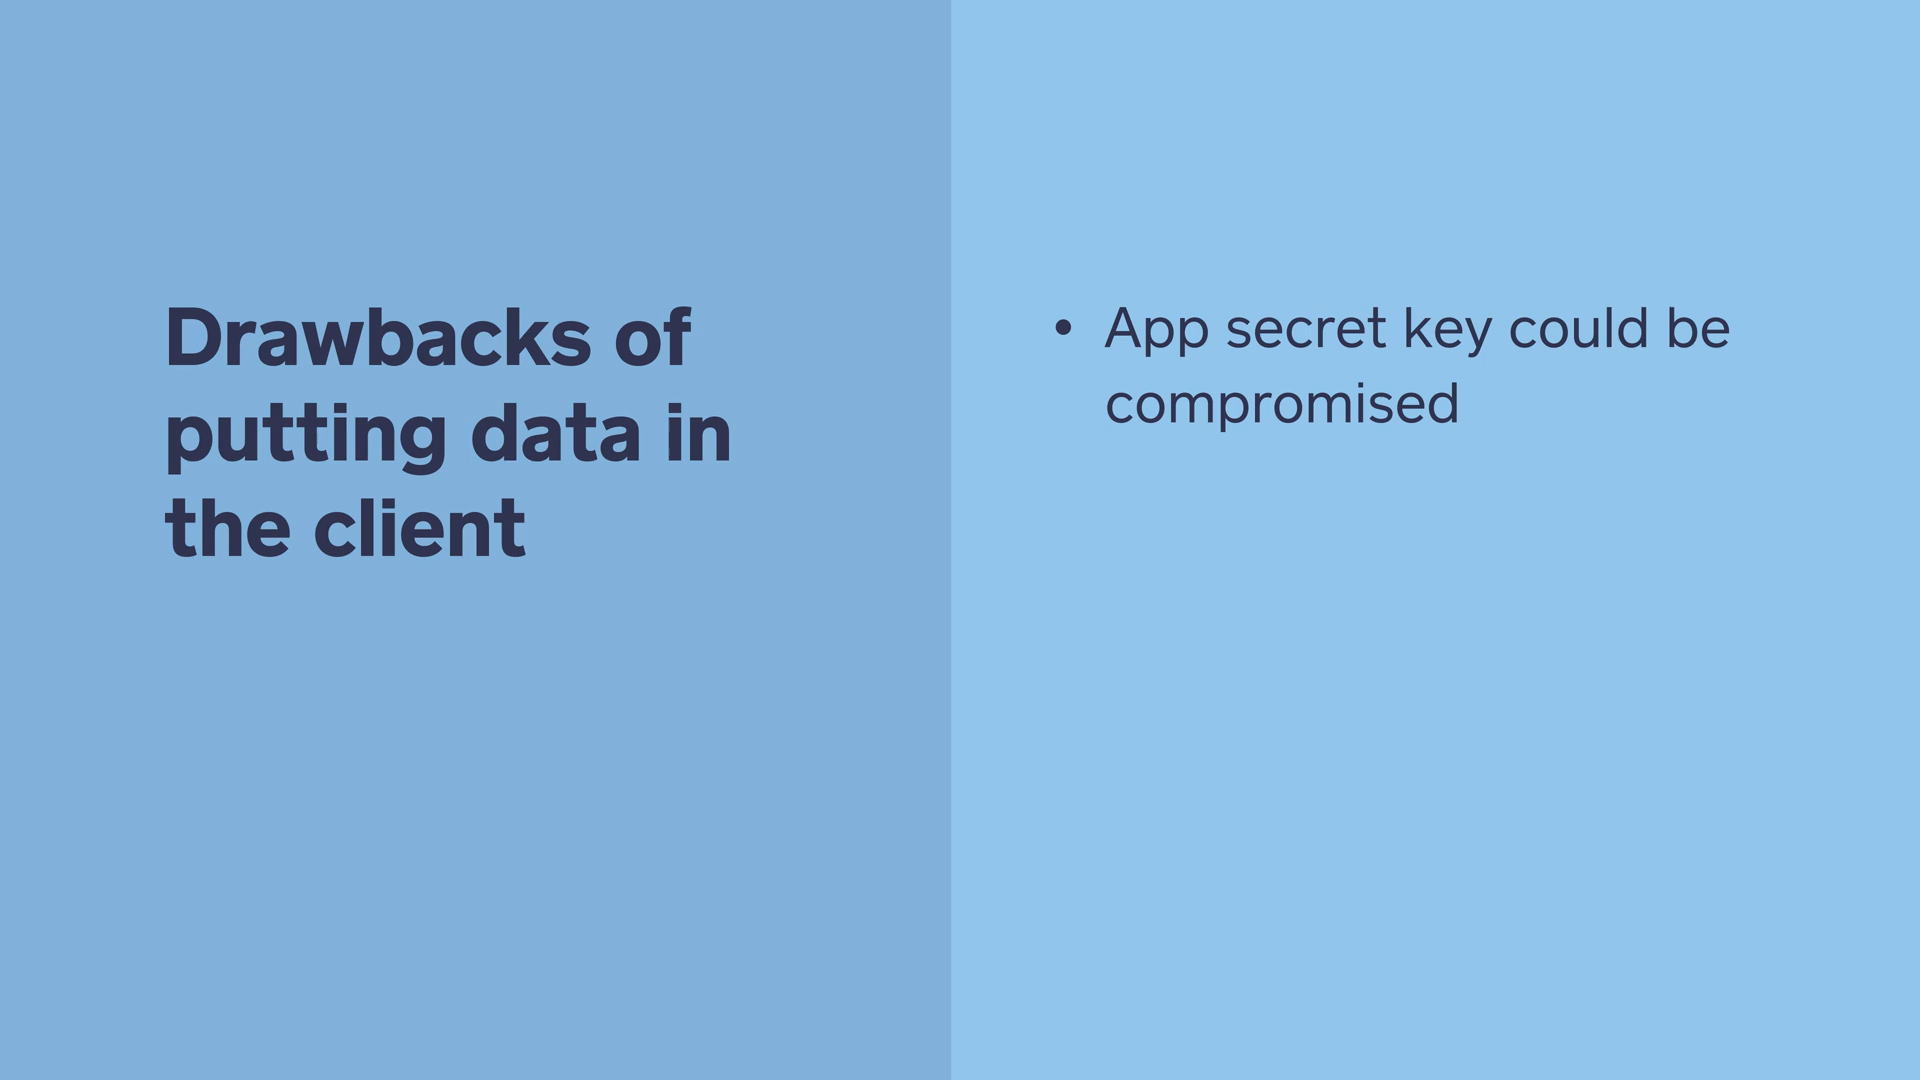 Drawbacks of
putting data in
the client
• App secret key could be
compromised